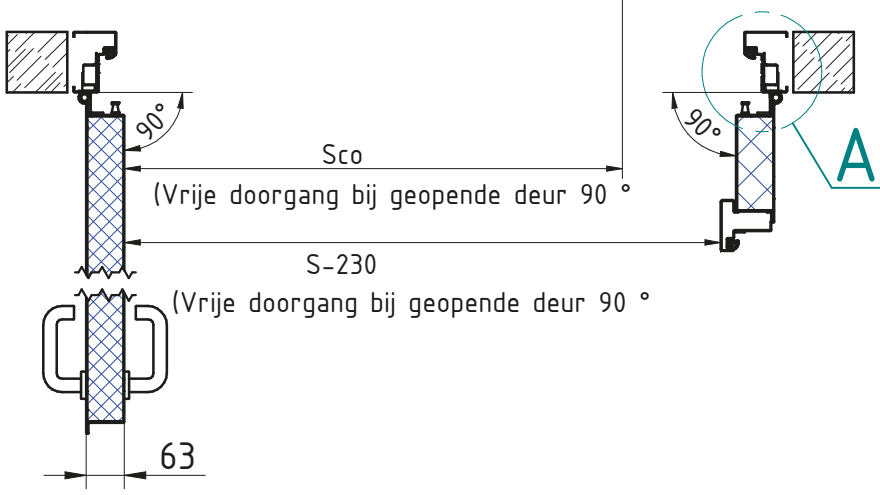 90°
90°
A
Sco
(Vrije doorgang bij geopende deur 90 °
S-230
(Vrije doorgang bij geopende deur 90 °
63